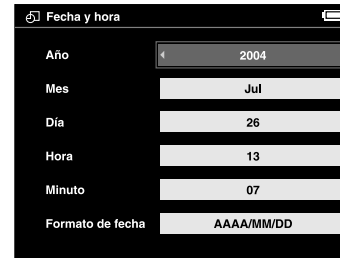 Fecha y hora
Año 2004
Mes Jul
Día 26
Hora 13
Minuto 07
Formato de fecha AAAA/MM/DD